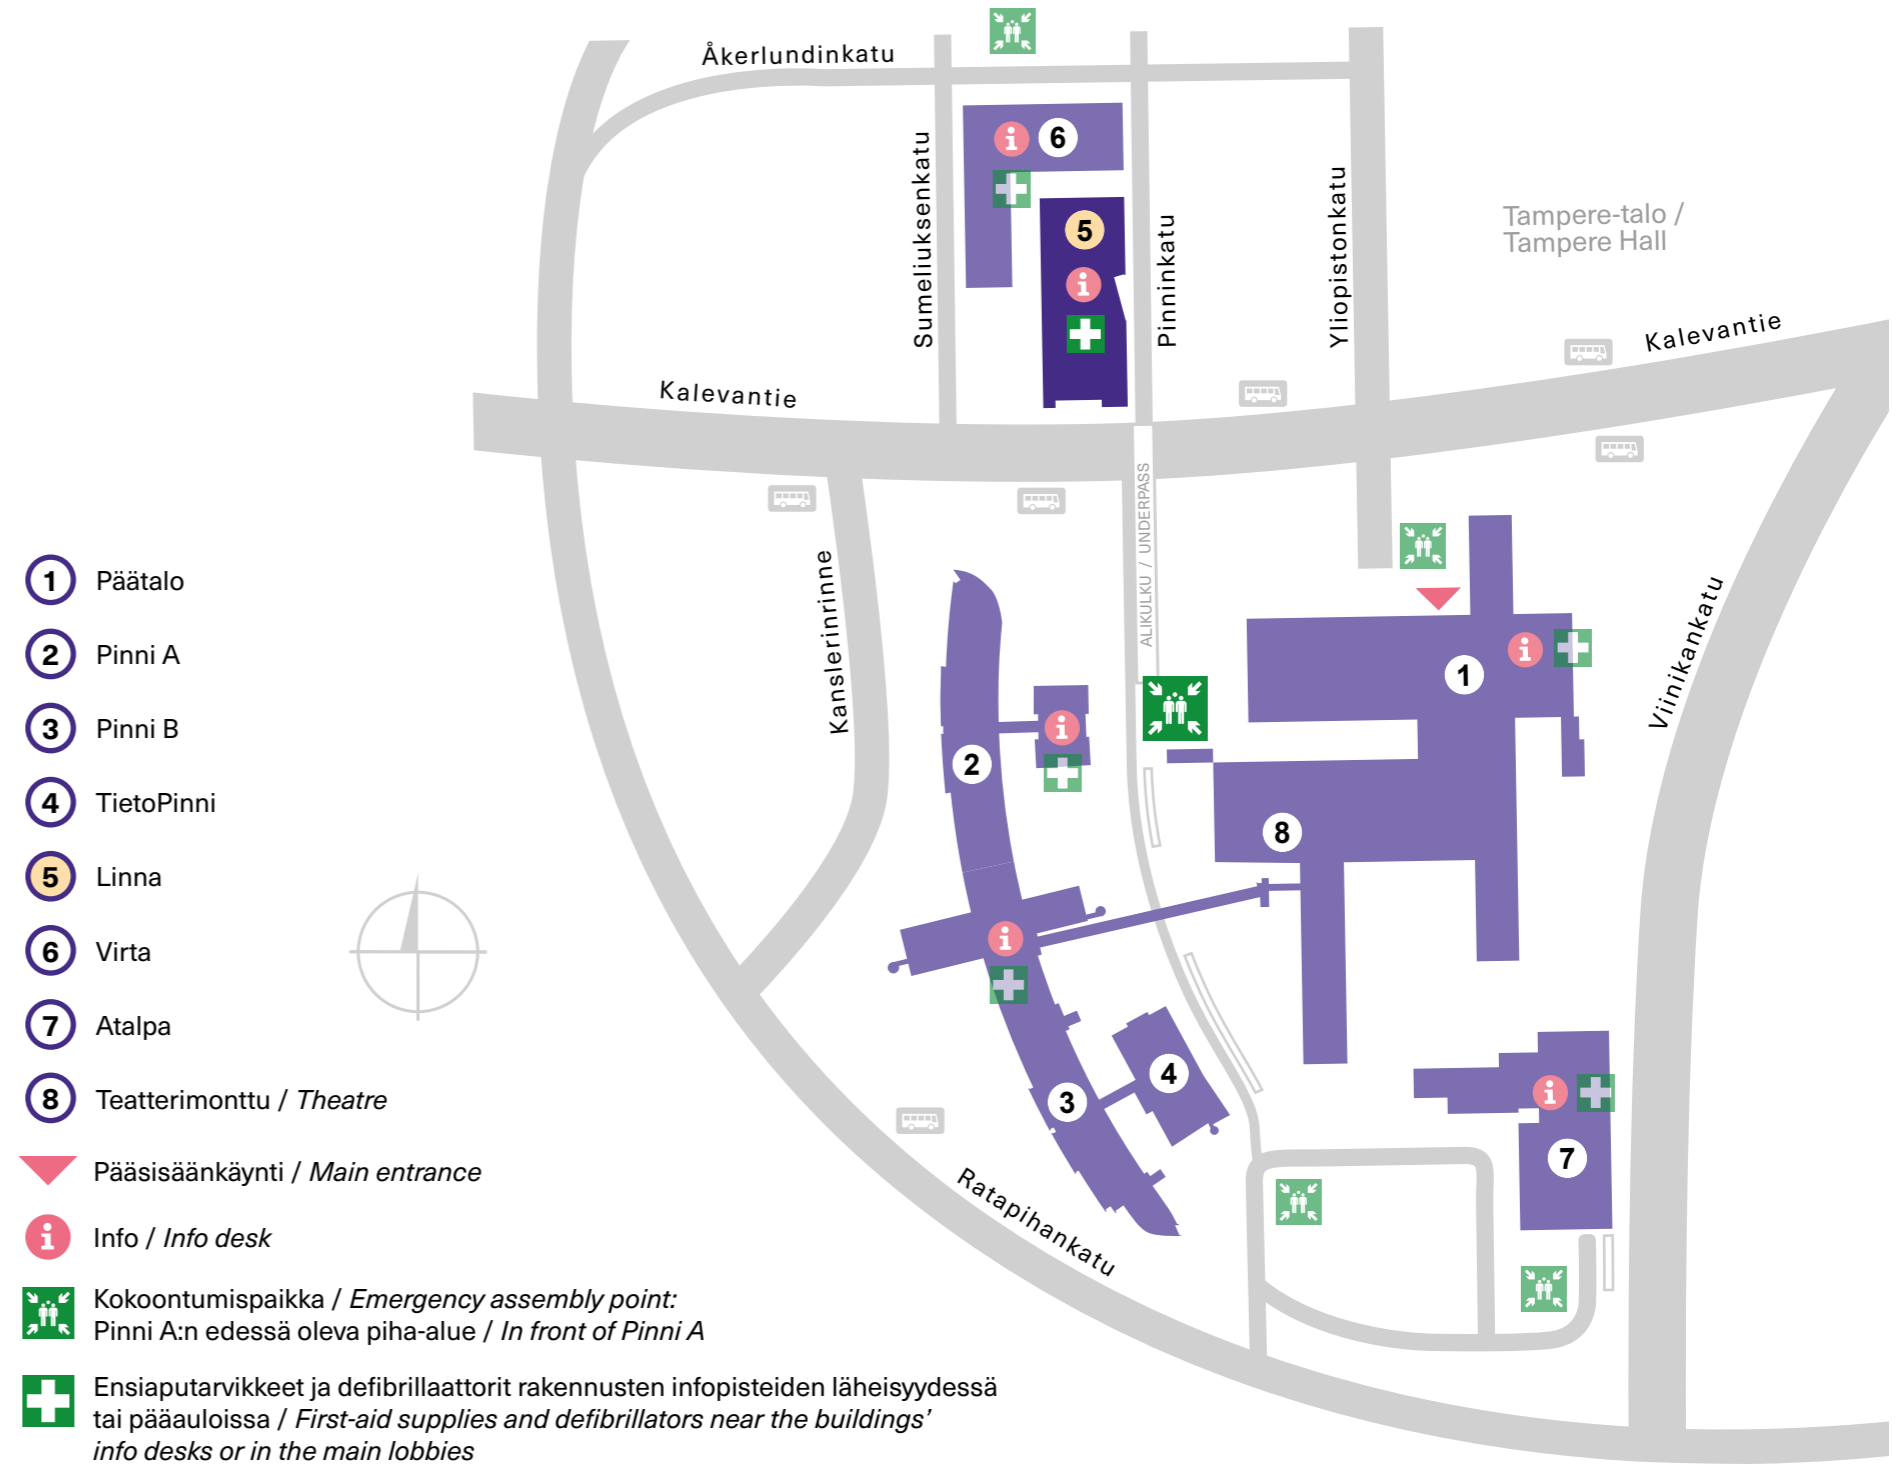 Åkerlundinkatu
Sumeliuksenkatu
Pinninkatu
Yliopistonkatu
Tampere-talo /
Tampere Hall
Kalevantie
Kalevantie
ALIKULKU / UNDERPASS
Kanslerinrinne
Viinikankatu
Ratapihankatu
6
5
1
2
8
3
4
7
i
i
i
i
i
i
1 Päätalo
2 Pinni A
3 Pinni B
4 TietoPinni
5 Linna
6 Virta
7 Atalpa
8 Teatterimonttu / Theatre
Pääsisäänkäynti / Main entrance
i Info / Info desk
Kokoontumispaikka / Emergency assembly point:
Pinni A:n edessä oleva piha-alue / In front of Pinni A
Ensiaputarvikkeet ja defibrillaattorit rakennusten infopisteiden läheisyydessä
tai pääauloissa / First-aid supplies and defibrillators near the buildings'
info desks or in the main lobbies